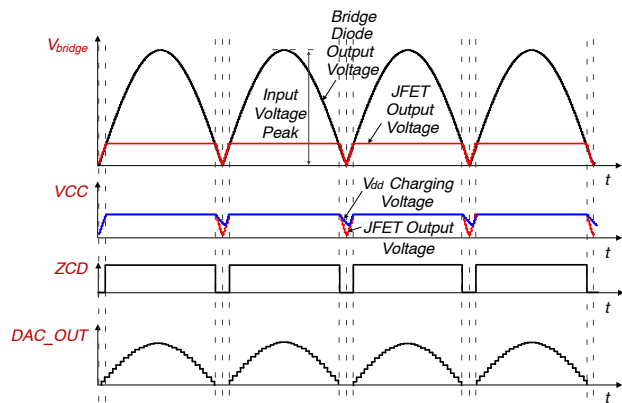 V_bridge
Bridge
Diode
Output
Voltage
Input
Voltage
Peak
JFET
Output
Voltage
t
VCC
Vdd Charging
Voltage
JFET Output
Voltage
t
ZCD
t
DAC_OUT
t